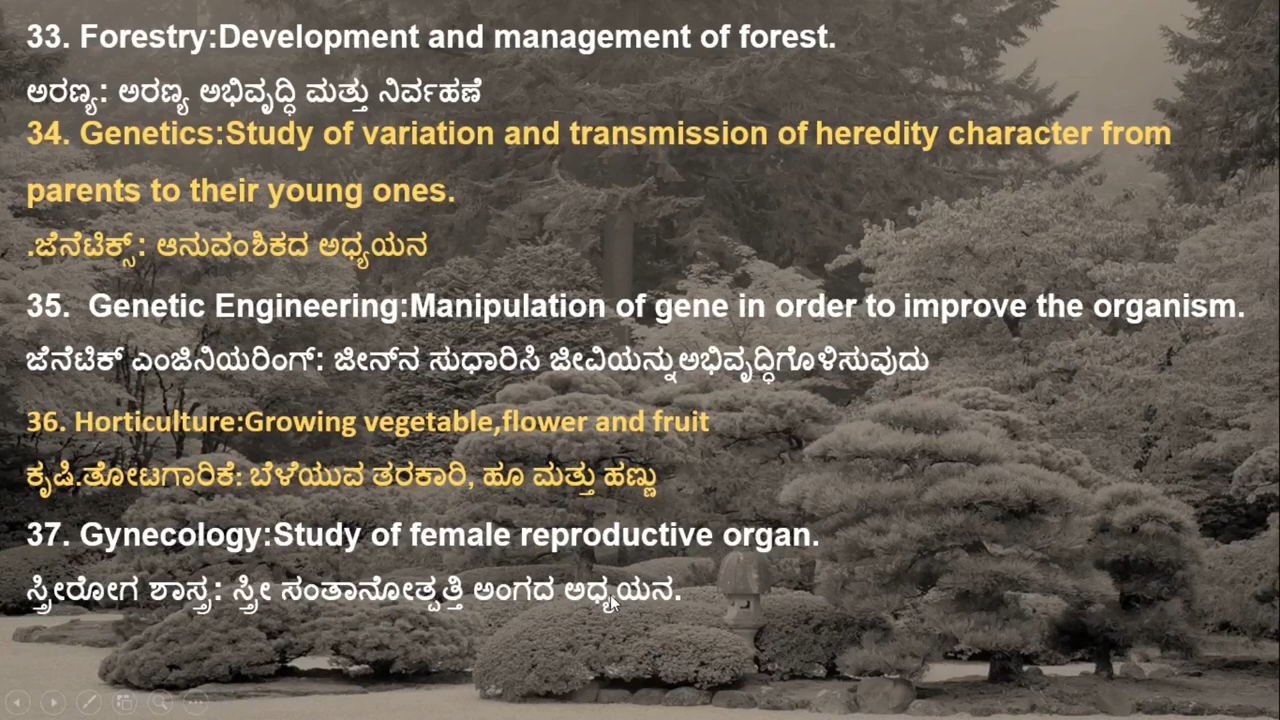 33. Forestry:Development and management of forest.
ಅರಣ್ಯ: ಅರಣ್ಯ ಅಭಿವೃದ್ಧಿ ಮತ್ತು ನಿರ್ವಹಣೆ
34. Genetics:Study of variation and transmission of heredity character from
parents to their young ones.
.ಜೆನೆಟಿಕ್ಸ್: ಆನುವಂಶಿಕದ ಅಧ್ಯಯನ
35.  Genetic Engineering:Manipulation of gene in order to improve the organism.
ಜೆನೆಟಿಕ್ ಎಂಜಿನಿಯರಿಂಗ್: ಜೀನ್‌ನ ಸುಧಾರಿಸಿ ಜೀವಿಯನ್ನುಅಭಿವೃದ್ಧಿಗೊಳಿಸುವುದು
36. Horticulture:Growing vegetable,flower and fruit
ಕೃಷಿ.ತೋಟಗಾರಿಕೆ: ಬೆಳೆಯುವ ತರಕಾರಿ, ಹೂ ಮತ್ತು ಹಣ್ಣು
37. Gynecology:Study of female reproductive organ.
ಸ್ತ್ರೀರೋಗ ಶಾಸ್ತ್ರ: ಸ್ತ್ರೀ ಸಂತಾನೋತ್ಪತ್ತಿ ಅಂಗದ ಅಧ್ಯಯನ.